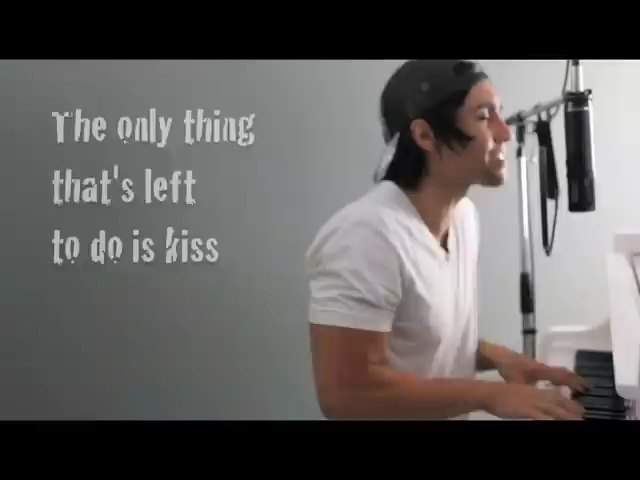 The only thing
that's left
to do is kiss